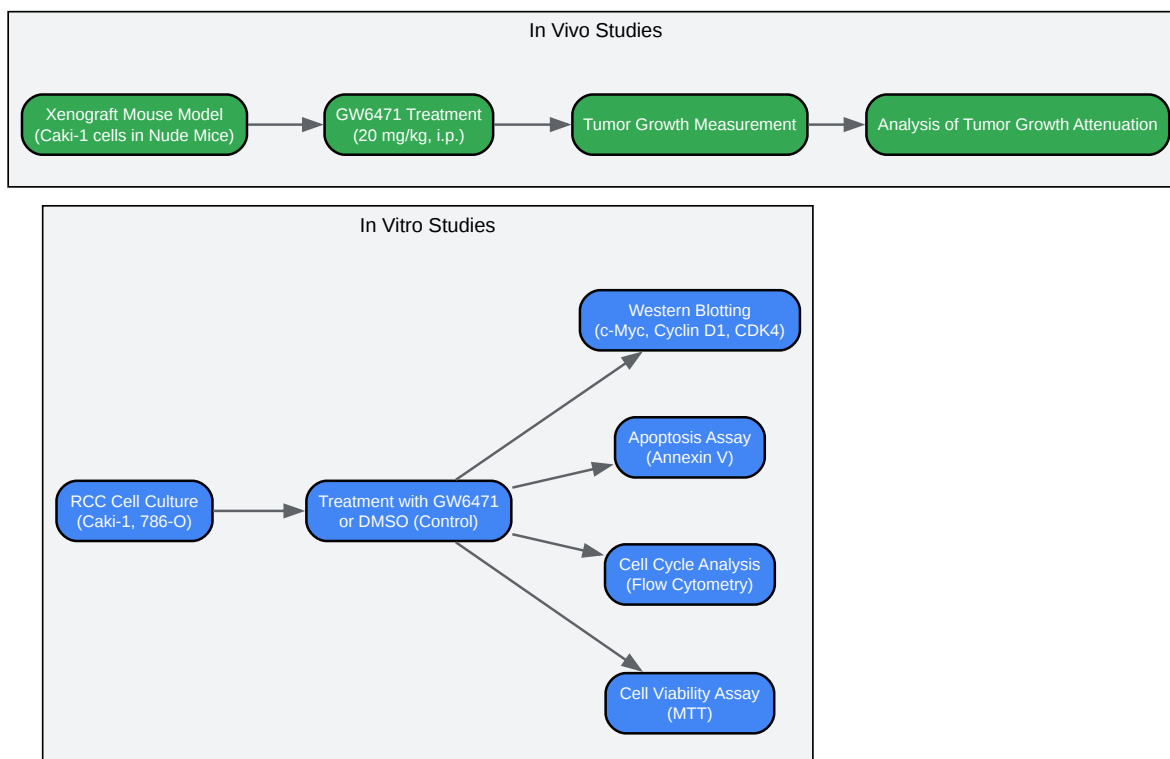 In Vivo Studies
Xenograft Mouse Model
(Caki-1 cells in Nude Mice)
GW6471 Treatment
(20 mg/kg, i.p.)
Tumor Growth Measurement
Analysis of Tumor Growth Attenuation
In Vitro Studies
RCC Cell Culture
(Caki-1, 786-O)
Treatment with GW6471
or DMSO (Control)
Western Blotting
(c-Myc, Cyclin D1, CDK4)
Apoptosis Assay
(Annexin V)
Cell Cycle Analysis
(Flow Cytometry)
Cell Viability Assay
(MTT)